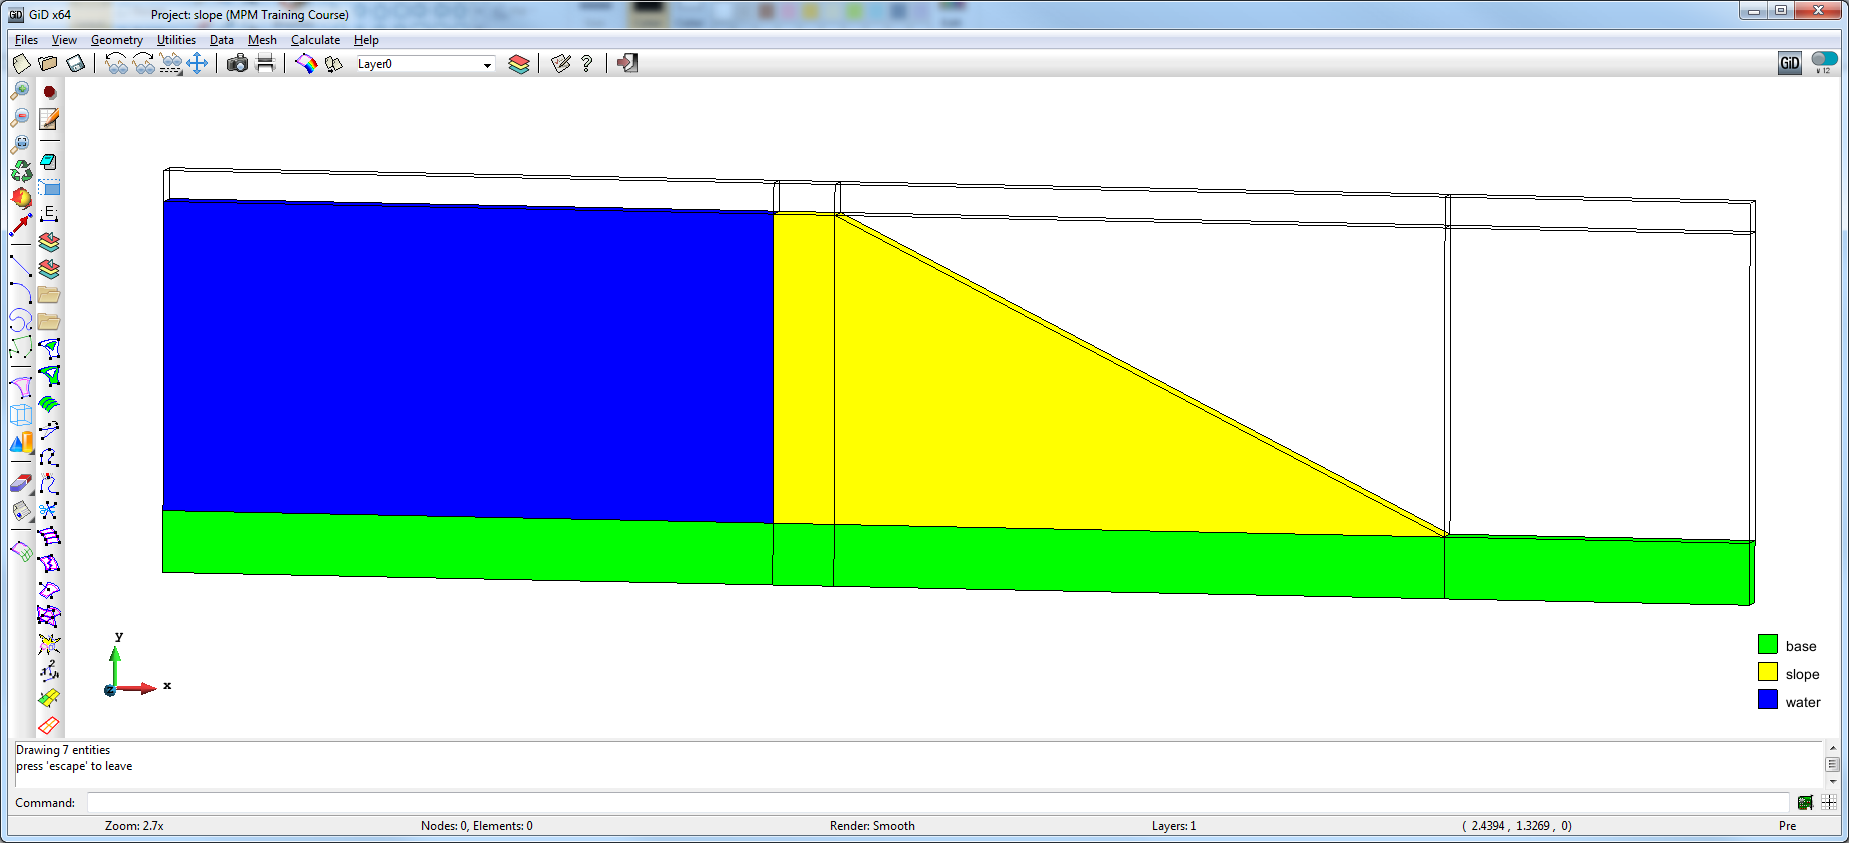 GiD x64 Project: slope (MPM Training Course)
Files View Geometry Utilities Data Mesh Calculate Help
Layer0
GiD
v 12
E
y
x
z
base
slope
water
Drawing 7 entities
press 'escape' to leave
Command:
Zoom: 2.7x Nodes: 0, Elements: 0 Render: Smooth Layers: 1 ( 2.4394 , 1.3269 , 0) Pre